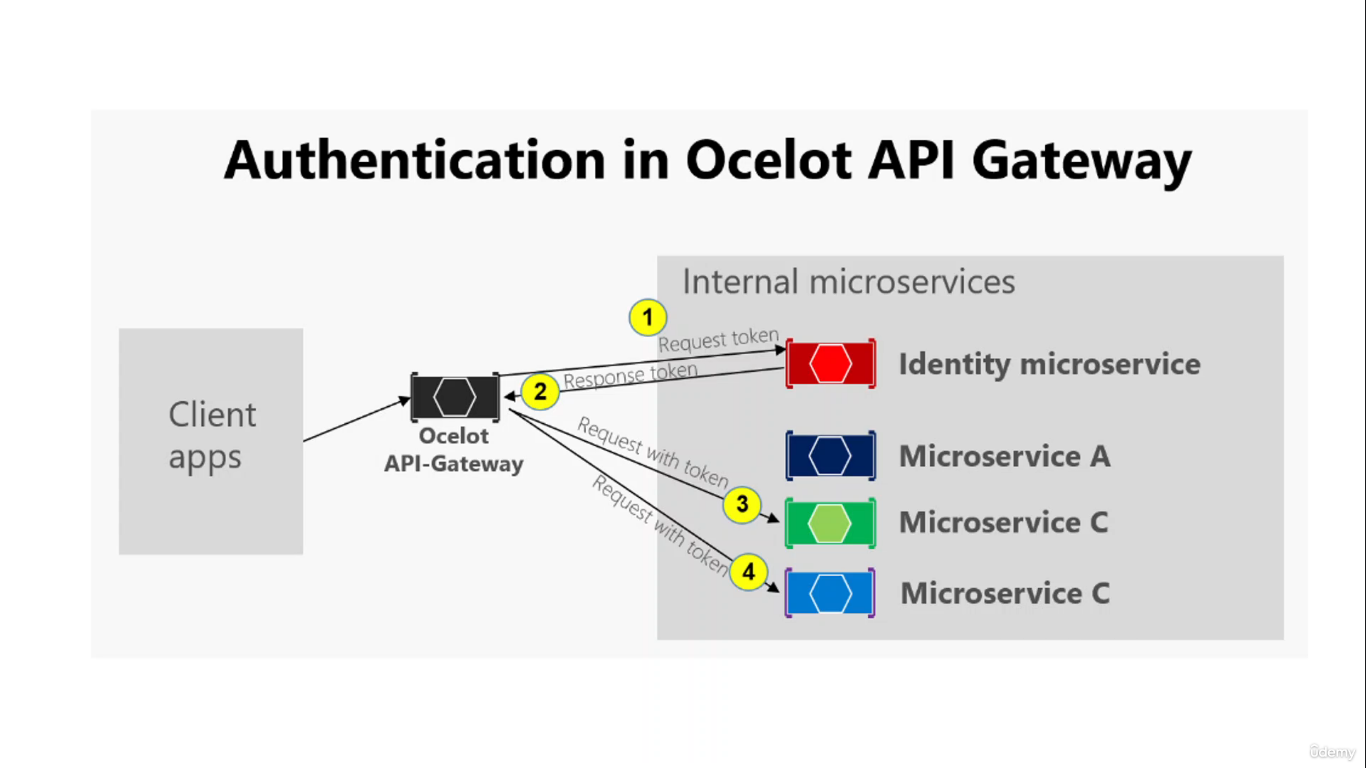 Authentication in Ocelot API Gateway
Internal microservices
1
Request token
Identity microservice
2
Response token
Client
apps
Ocelot
API-Gateway
Request with token
Microservice A
3
Microservice C
Request with token
4
Microservice C
ûdemy